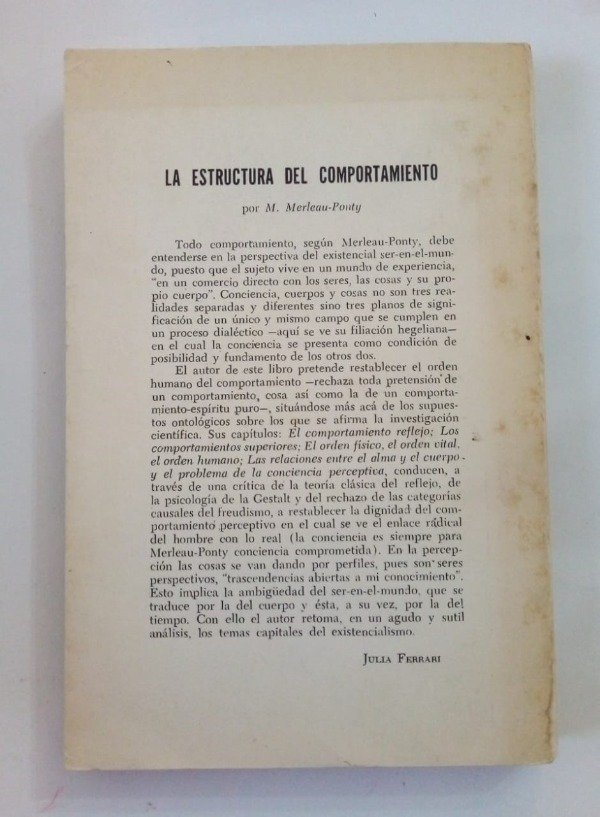 LA ESTRUCTURA DEL COMPORTAMIENTO
por M. Merleau-Ponty
Todo comportamiento, según Merleau-Ponty, debe
entenderse en la perspectiva del existencial ser-en-el-mun-
do, puesto que el sujeto vive en un mundo de experiencia,
"en un comercio directo con los seres, las cosas y su pro-
pio cuerpo". Conciencia, cuerpos y cosas no son tres rea-
lidades separadas y diferentes sino tres planos de signi-
ficación de un único y mismo campo que se cumplen en
un proceso dialéctico —aquí se ve su filiación hegeliana—
en el cual la conciencia se presenta como condición de
posibilidad y fundamento de los otros dos.
El autor de este libro pretende restablecer el orden
humano del comportamiento —rechaza toda pretensión de
un comportamiento, cosa así como la de un comporta-
miento-espíritu puro—, situándose más acá de los supues-
tos ontológicos sobre los que se afirma la investigación
científica. Sus capítulos: El comportamiento reflejo; Los
comportamientos superiores; El orden físico, el orden vital,
el orden humano; Las relaciones entre el alma y el cuerpo
y el problema de la conciencia perceptiva, conducen, a
través de una crítica de la teoría clásica del reflejo, de
la psicología de la Gestalt y del rechazo de las categorías
causales del freudismo, a restablecer la dignidad del com-
portamiento perceptivo en el cual se ve el enlace radical
del hombre con lo real (la conciencia es siempre para
Merleau-Ponty conciencia comprometida). En la percep-
ción las cosas se van dando por perfiles, pues son seres
perspectivos, "trascendencias abiertas a mi conocimiento".
Esto implica la ambigüedad del ser-en-el-mundo, que se
traduce por la del cuerpo y ésta, a su vez, por la del
tiempo. Con ello el autor retoma, en un agudo y sutil
análisis, los temas capitales del existencialismo.
JULIA FERRARI